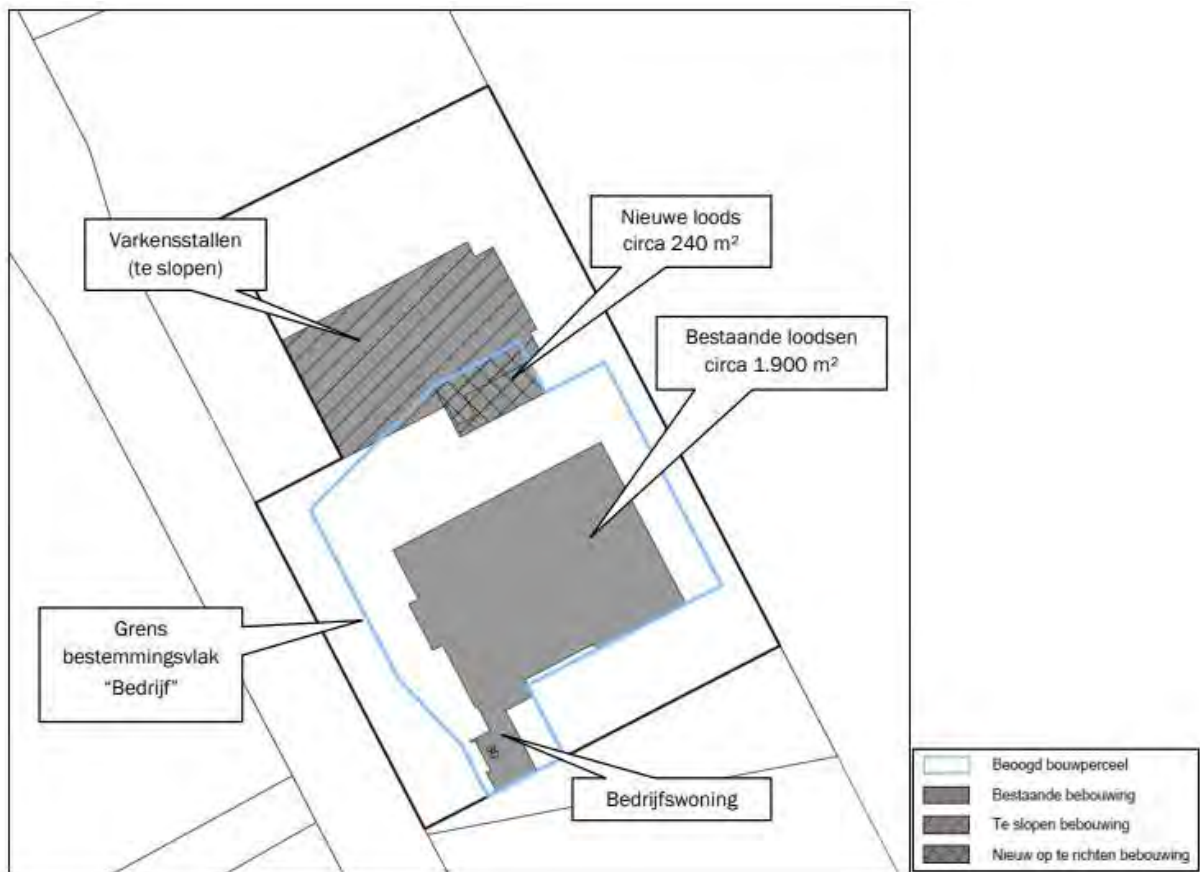 Varkensstallen
(te slopen)
Nieuwe loods
circa 240 m²
Bestaande loodsen
circa 1.900 m²
Grens
bestemmingsvlak
“Bedrijf”
Bedrijfswoning
Beoogd bouwperceel
Bestaande bebouwing
Te slopen bebouwing
Nieuw op te richten bebouwing